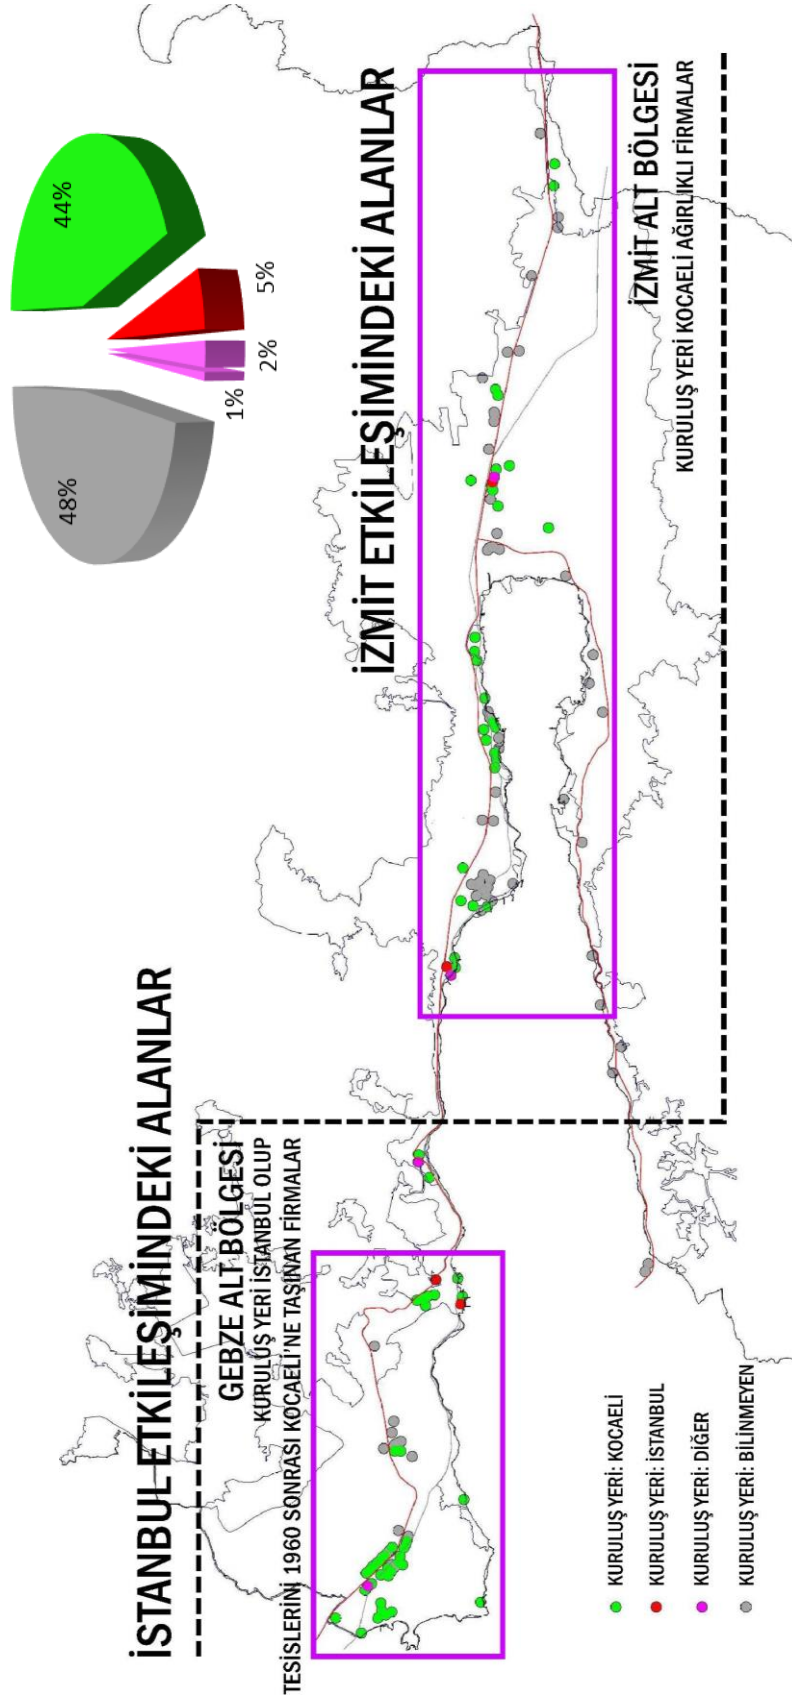 İSTANBUL ETKİLEŞİMİNDEKİ ALANLAR
GEBZE ALT BÖLGESİ
KURULUŞ YERİ İSTANBUL OLUP
TESİSLERİNİ 1960 SONRASI KOCAELİ'NE TAŞINAN FİRMALAR
İZMİT ETKİLEŞİMİNDEKİ ALANLAR
İZMİT ALT BÖLGESİ
KURULUŞ YERİ KOCAELİ AĞIRLIKLI FİRMALAR
48%
44%
5%
2%
1%
KURULUŞ YERİ: KOCAELİ
KURULUŞ YERİ: İSTANBUL
KURULUŞ YERİ: DİĞER
KURULUŞ YERİ: BİLİNMEYEN